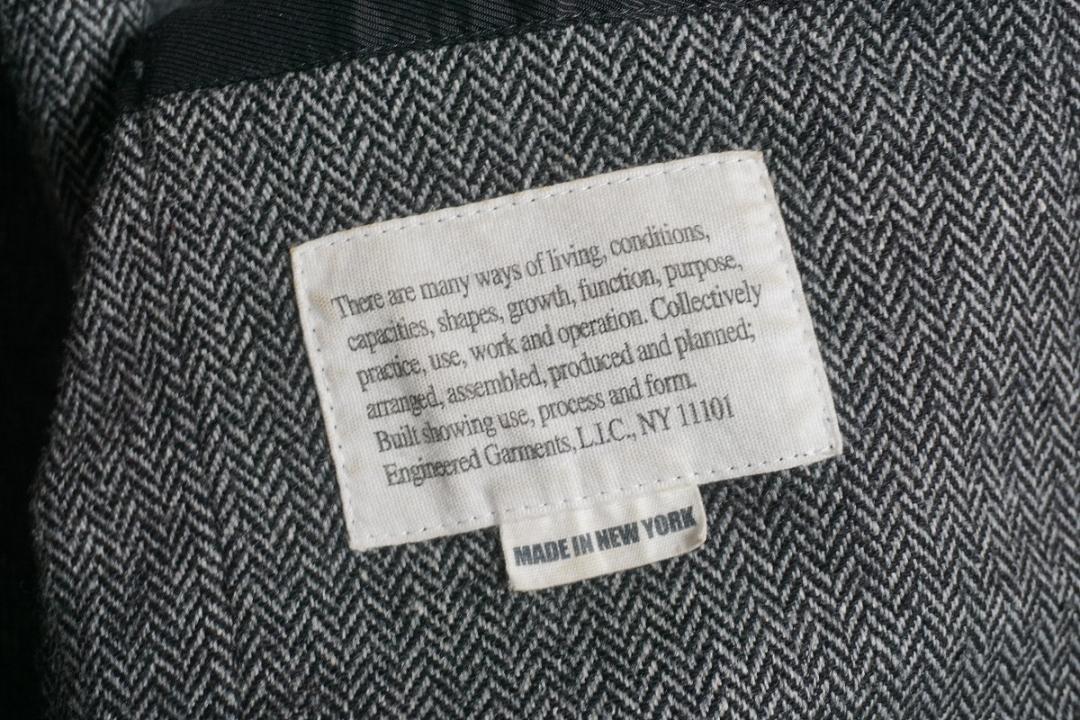 There are many ways of living, conditions,
capacities, shapes, growth, function, purpose,
practice, use, work and operation. Collectively
arranged, assembled, produced and planned;
Built showing use, process and form.
Engineered Garments, L.I.C., NY 11101
MADE IN NEW YORK